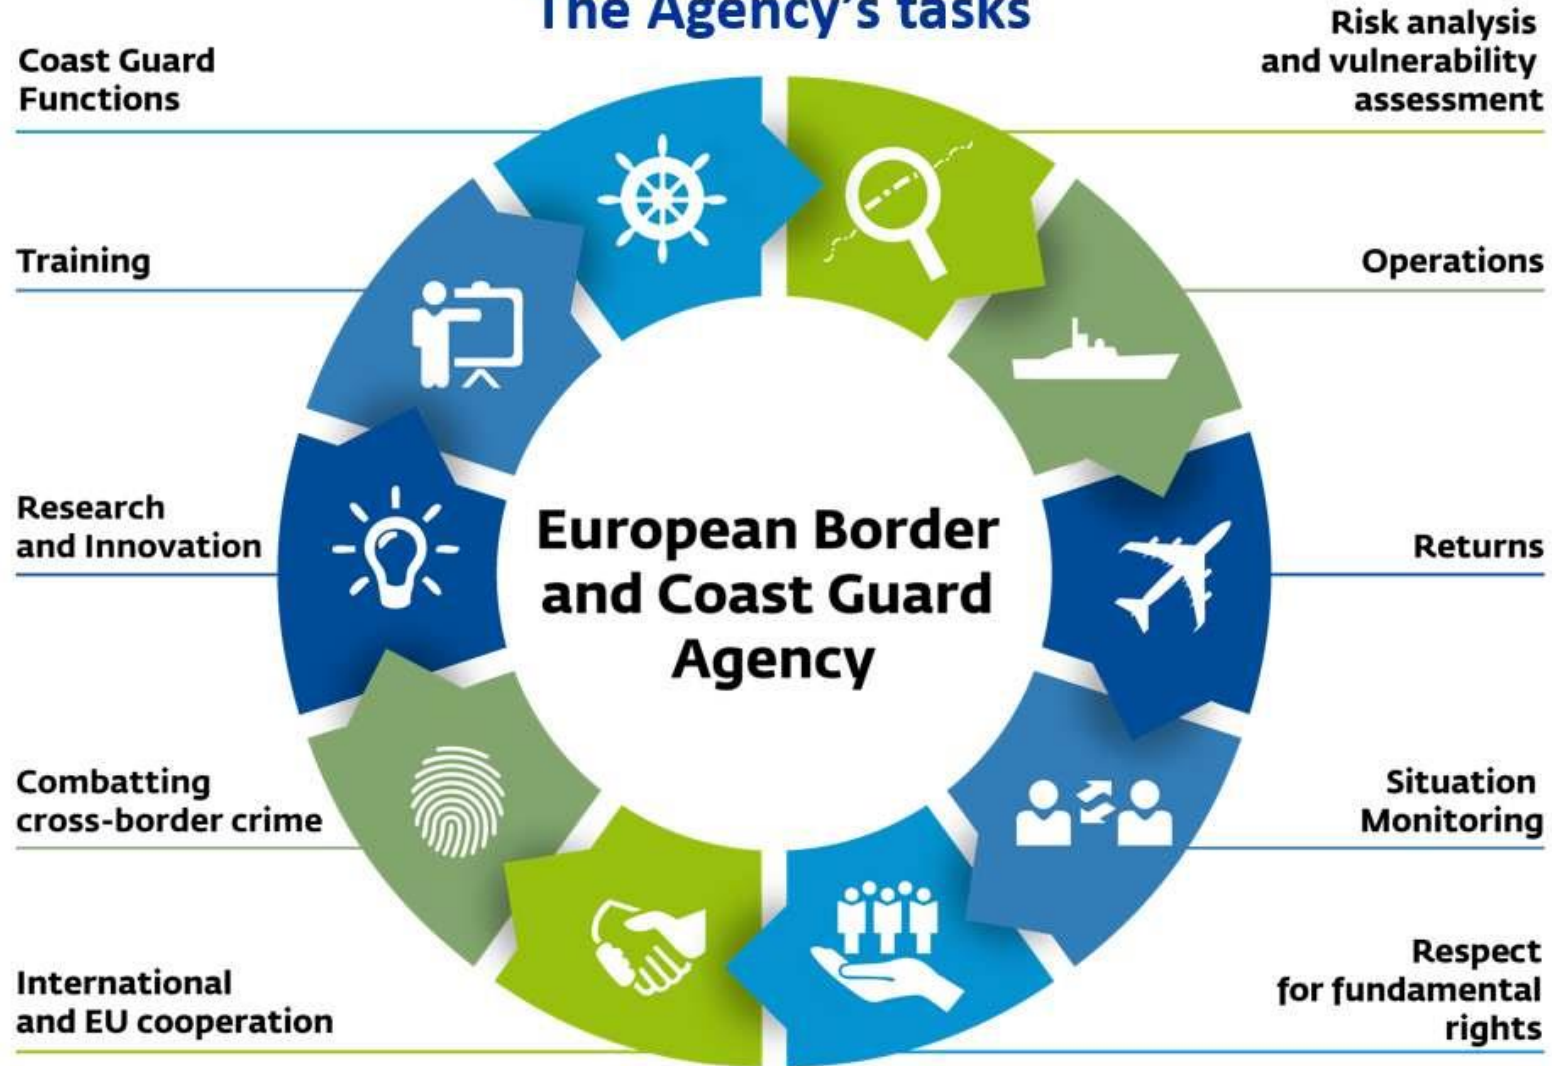 The Agency's tasks
Coast Guard
Functions
Training
Research
and Innovation
Combatting
cross-border crime
International
and EU cooperation
European Border
and Coast Guard
Agency
Risk analysis
and vulnerability
assessment
Operations
Returns
Situation
Monitoring
Respect
for fundamental
rights